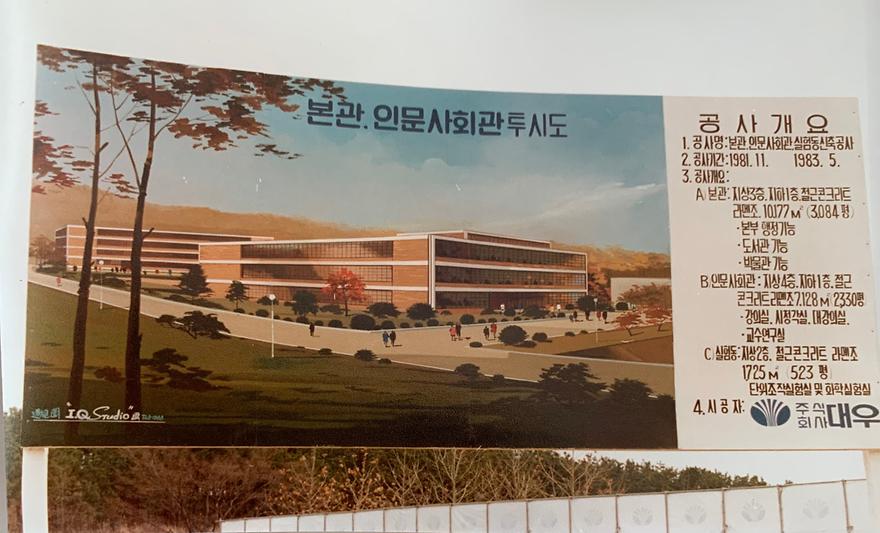 본관. 인문사회관 투시도
공 사 개 요
1. 공사명: 본관. 인문사회관. 실험동신축공사
2. 공사기간: 1981. 11. 1983. 5.
3. 공사개요:
A) 본관: 지상3층, 지하1층, 철근콘크리트
라멘조. 10,177 M² (3,084 평)
· 본부 행정기능
· 도서관 기능
· 박물관 기능
B) 인문사회관: 지상4층, 지하1층, 철근
콘크리트라멘조 7,128 M² 2330평
· 강의실. 시청각실. 대강의실.
· 교수연구실
C) 실험동: 지상2층, 철근콘크리트 라멘조
1725 M² (523 평)
단위조작실험실 및 화학실험실
4. 시 공 자: 주식회사 대우
"I.Q. Studio"